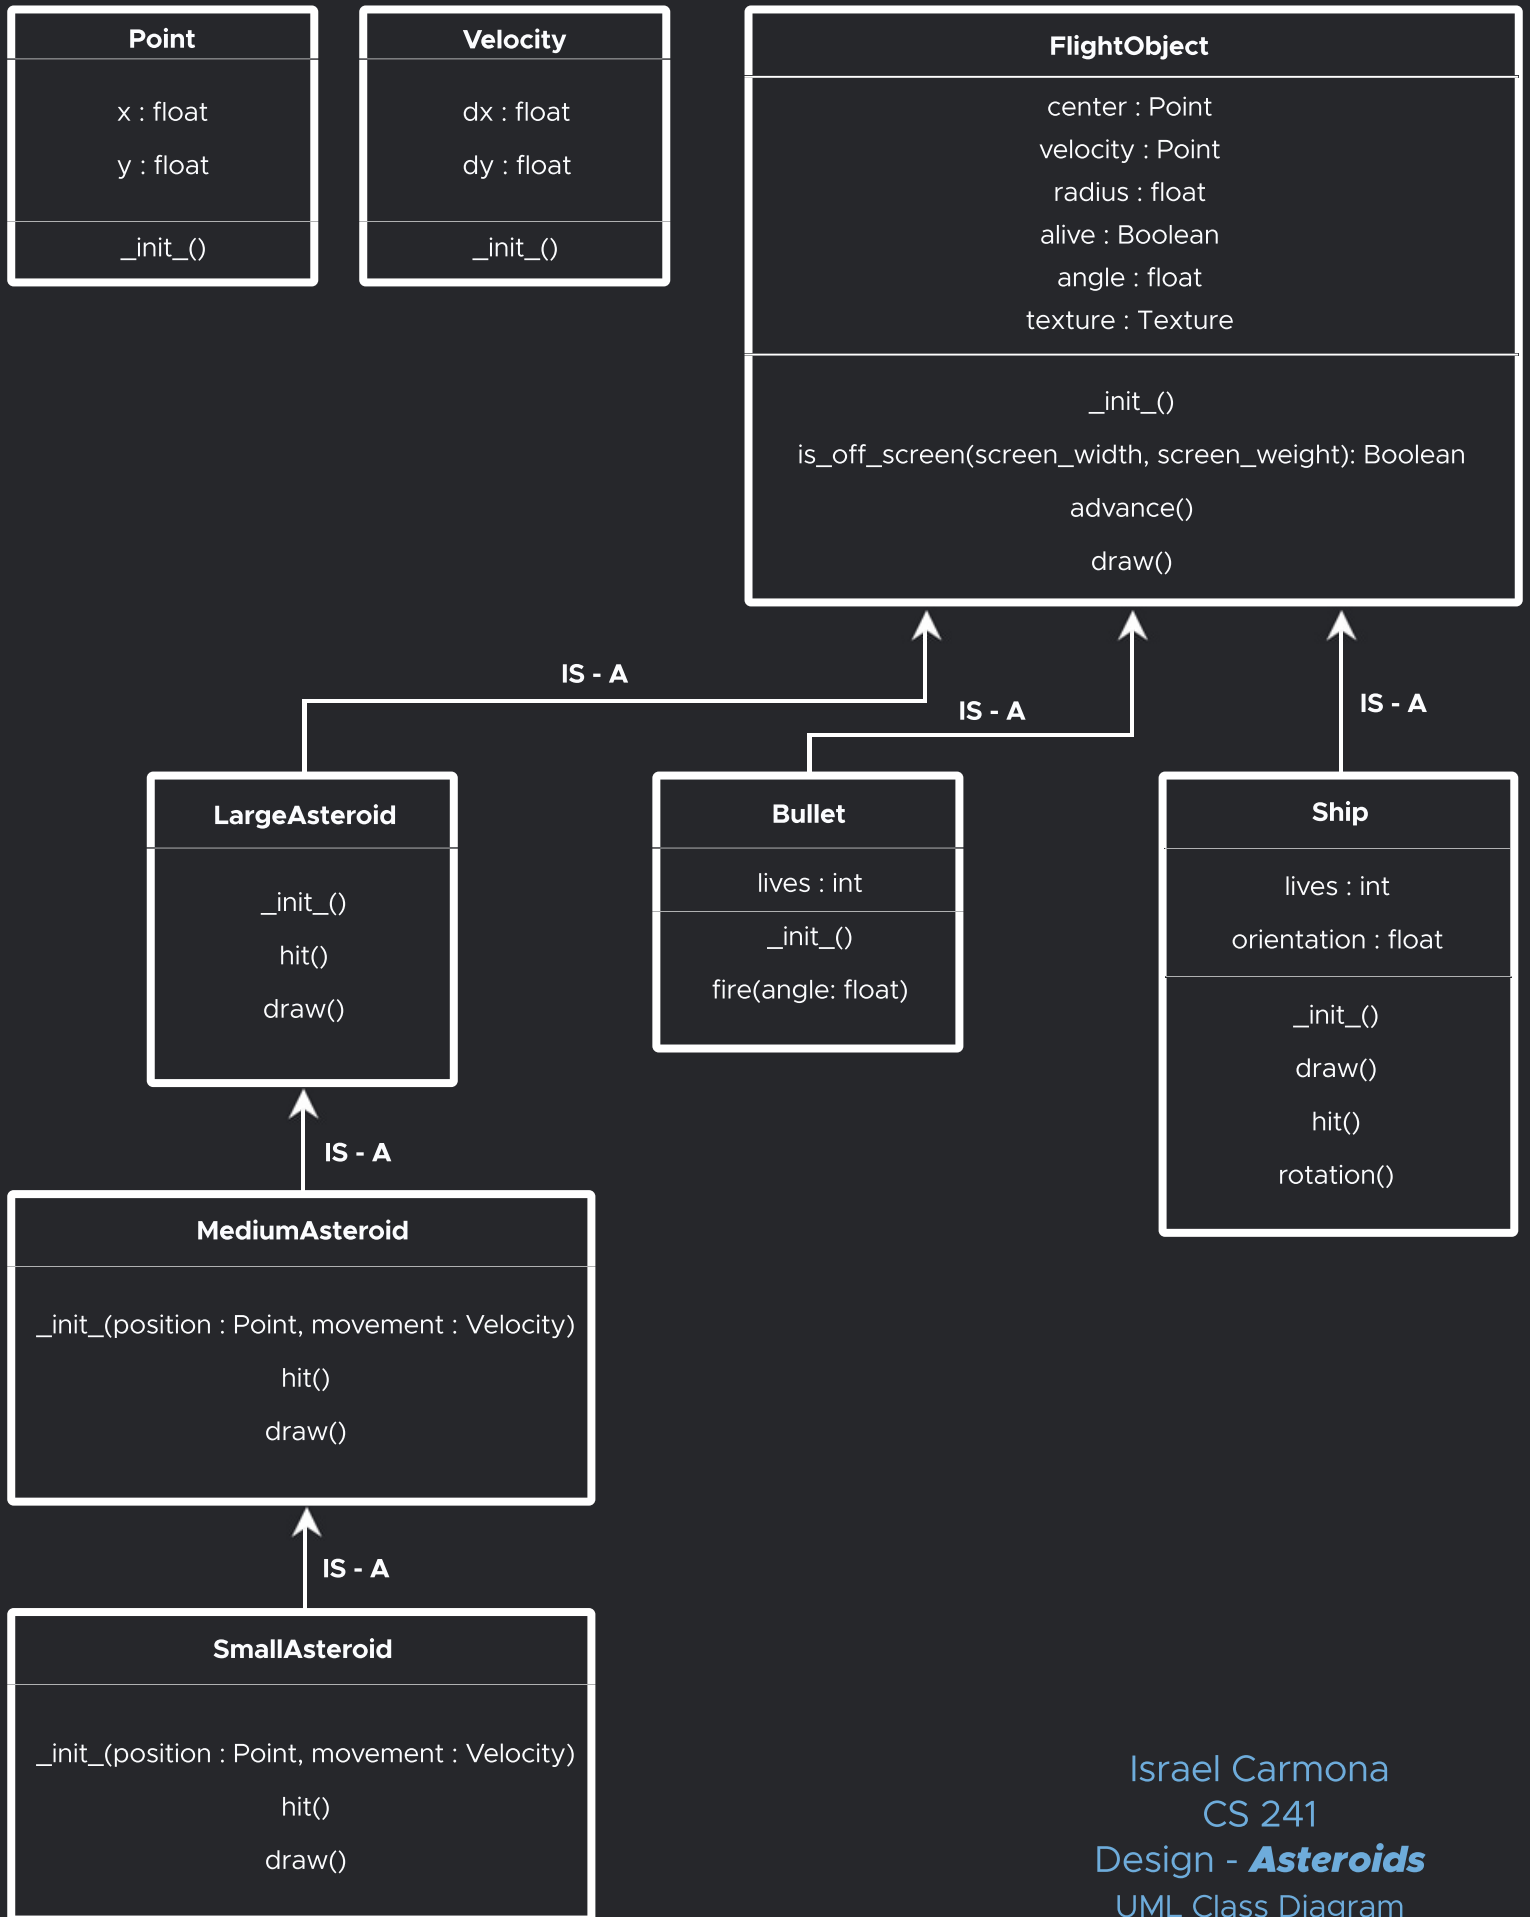 Point
x : float
y : float
_init_()
Velocity
dx : float
dy : float
_init_()
FlightObject
center : Point
velocity : Point
radius : float
alive : Boolean
angle : float
texture : Texture
_init_()
is_off_screen(screen_width, screen_weight): Boolean
advance()
draw()
IS - A
IS - A
IS - A
LargeAsteroid
_init_()
hit()
draw()
Bullet
lives : int
_init_()
fire(angle: float)
Ship
lives : int
orientation : float
_init_()
draw()
hit()
rotation()
IS - A
MediumAsteroid
_init_(position : Point, movement : Velocity)
hit()
draw()
IS - A
SmallAsteroid
_init_(position : Point, movement : Velocity)
hit()
draw()
Israel Carmona
CS 241
Design - Asteroids
UML Class Diagram